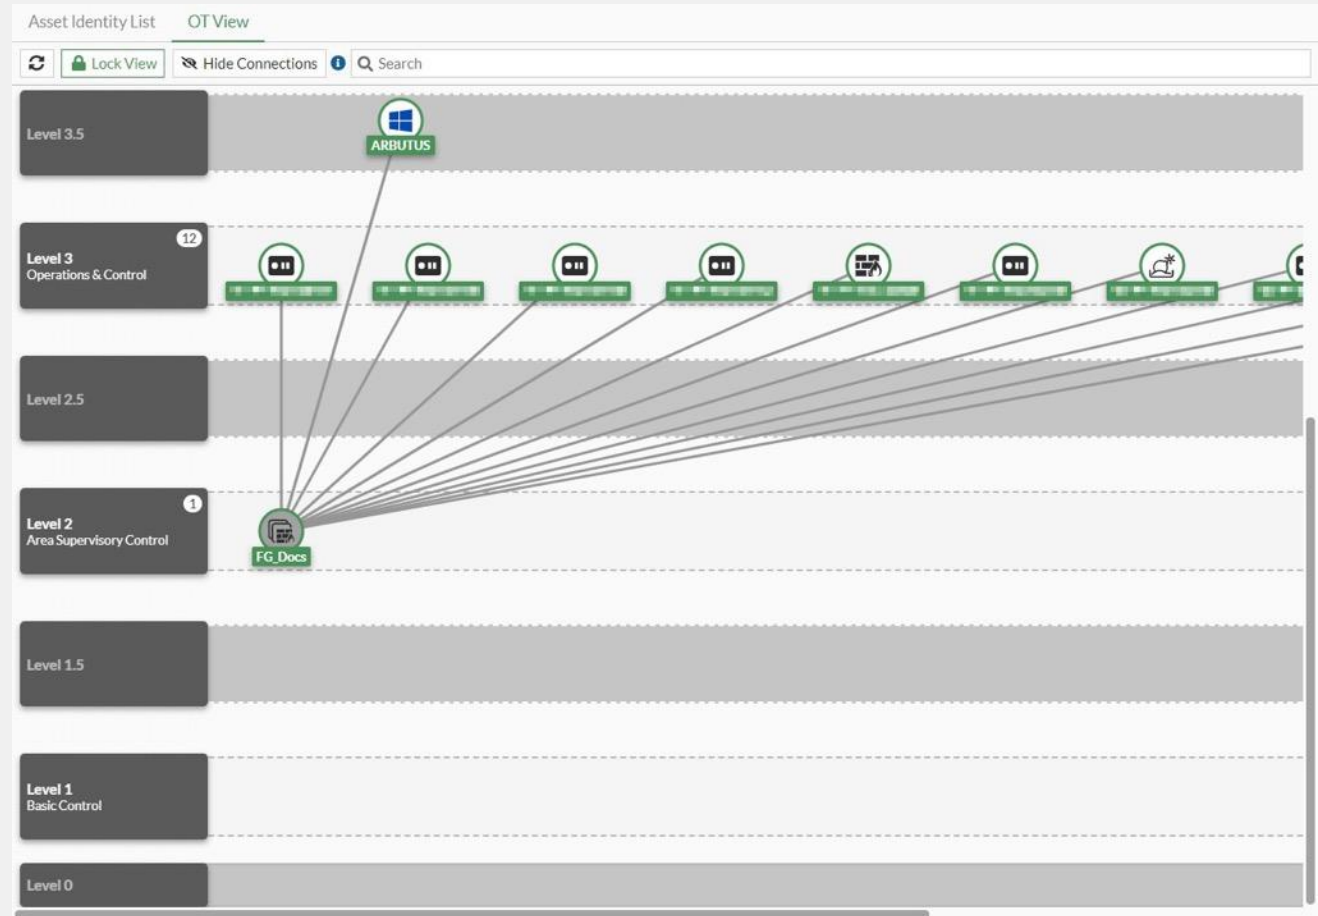 Asset Identity List OT View
Lock View Hide Connections Search
Level 3.5
ARBUTUS
12
Level 3
Operations & Control
Level 2.5
1
Level 2
Area Supervisory Control
FG_Docs
Level 1.5
Level 1
Basic Control
Level 0